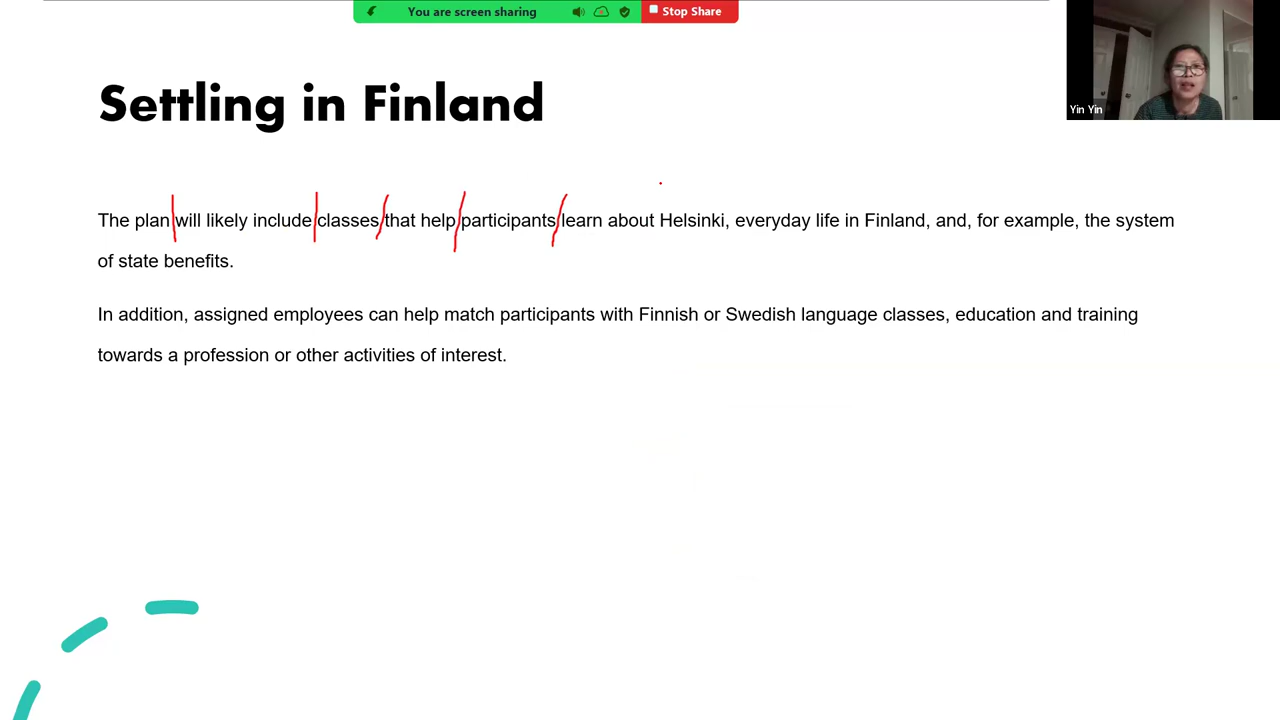 You are screen sharing
Stop Share
Yin Yin
Settling in Finland
The plan will likely include classes that help participants learn about Helsinki, everyday life in Finland, and, for example, the system
of state benefits.
In addition, assigned employees can help match participants with Finnish or Swedish language classes, education and training
towards a profession or other activities of interest.